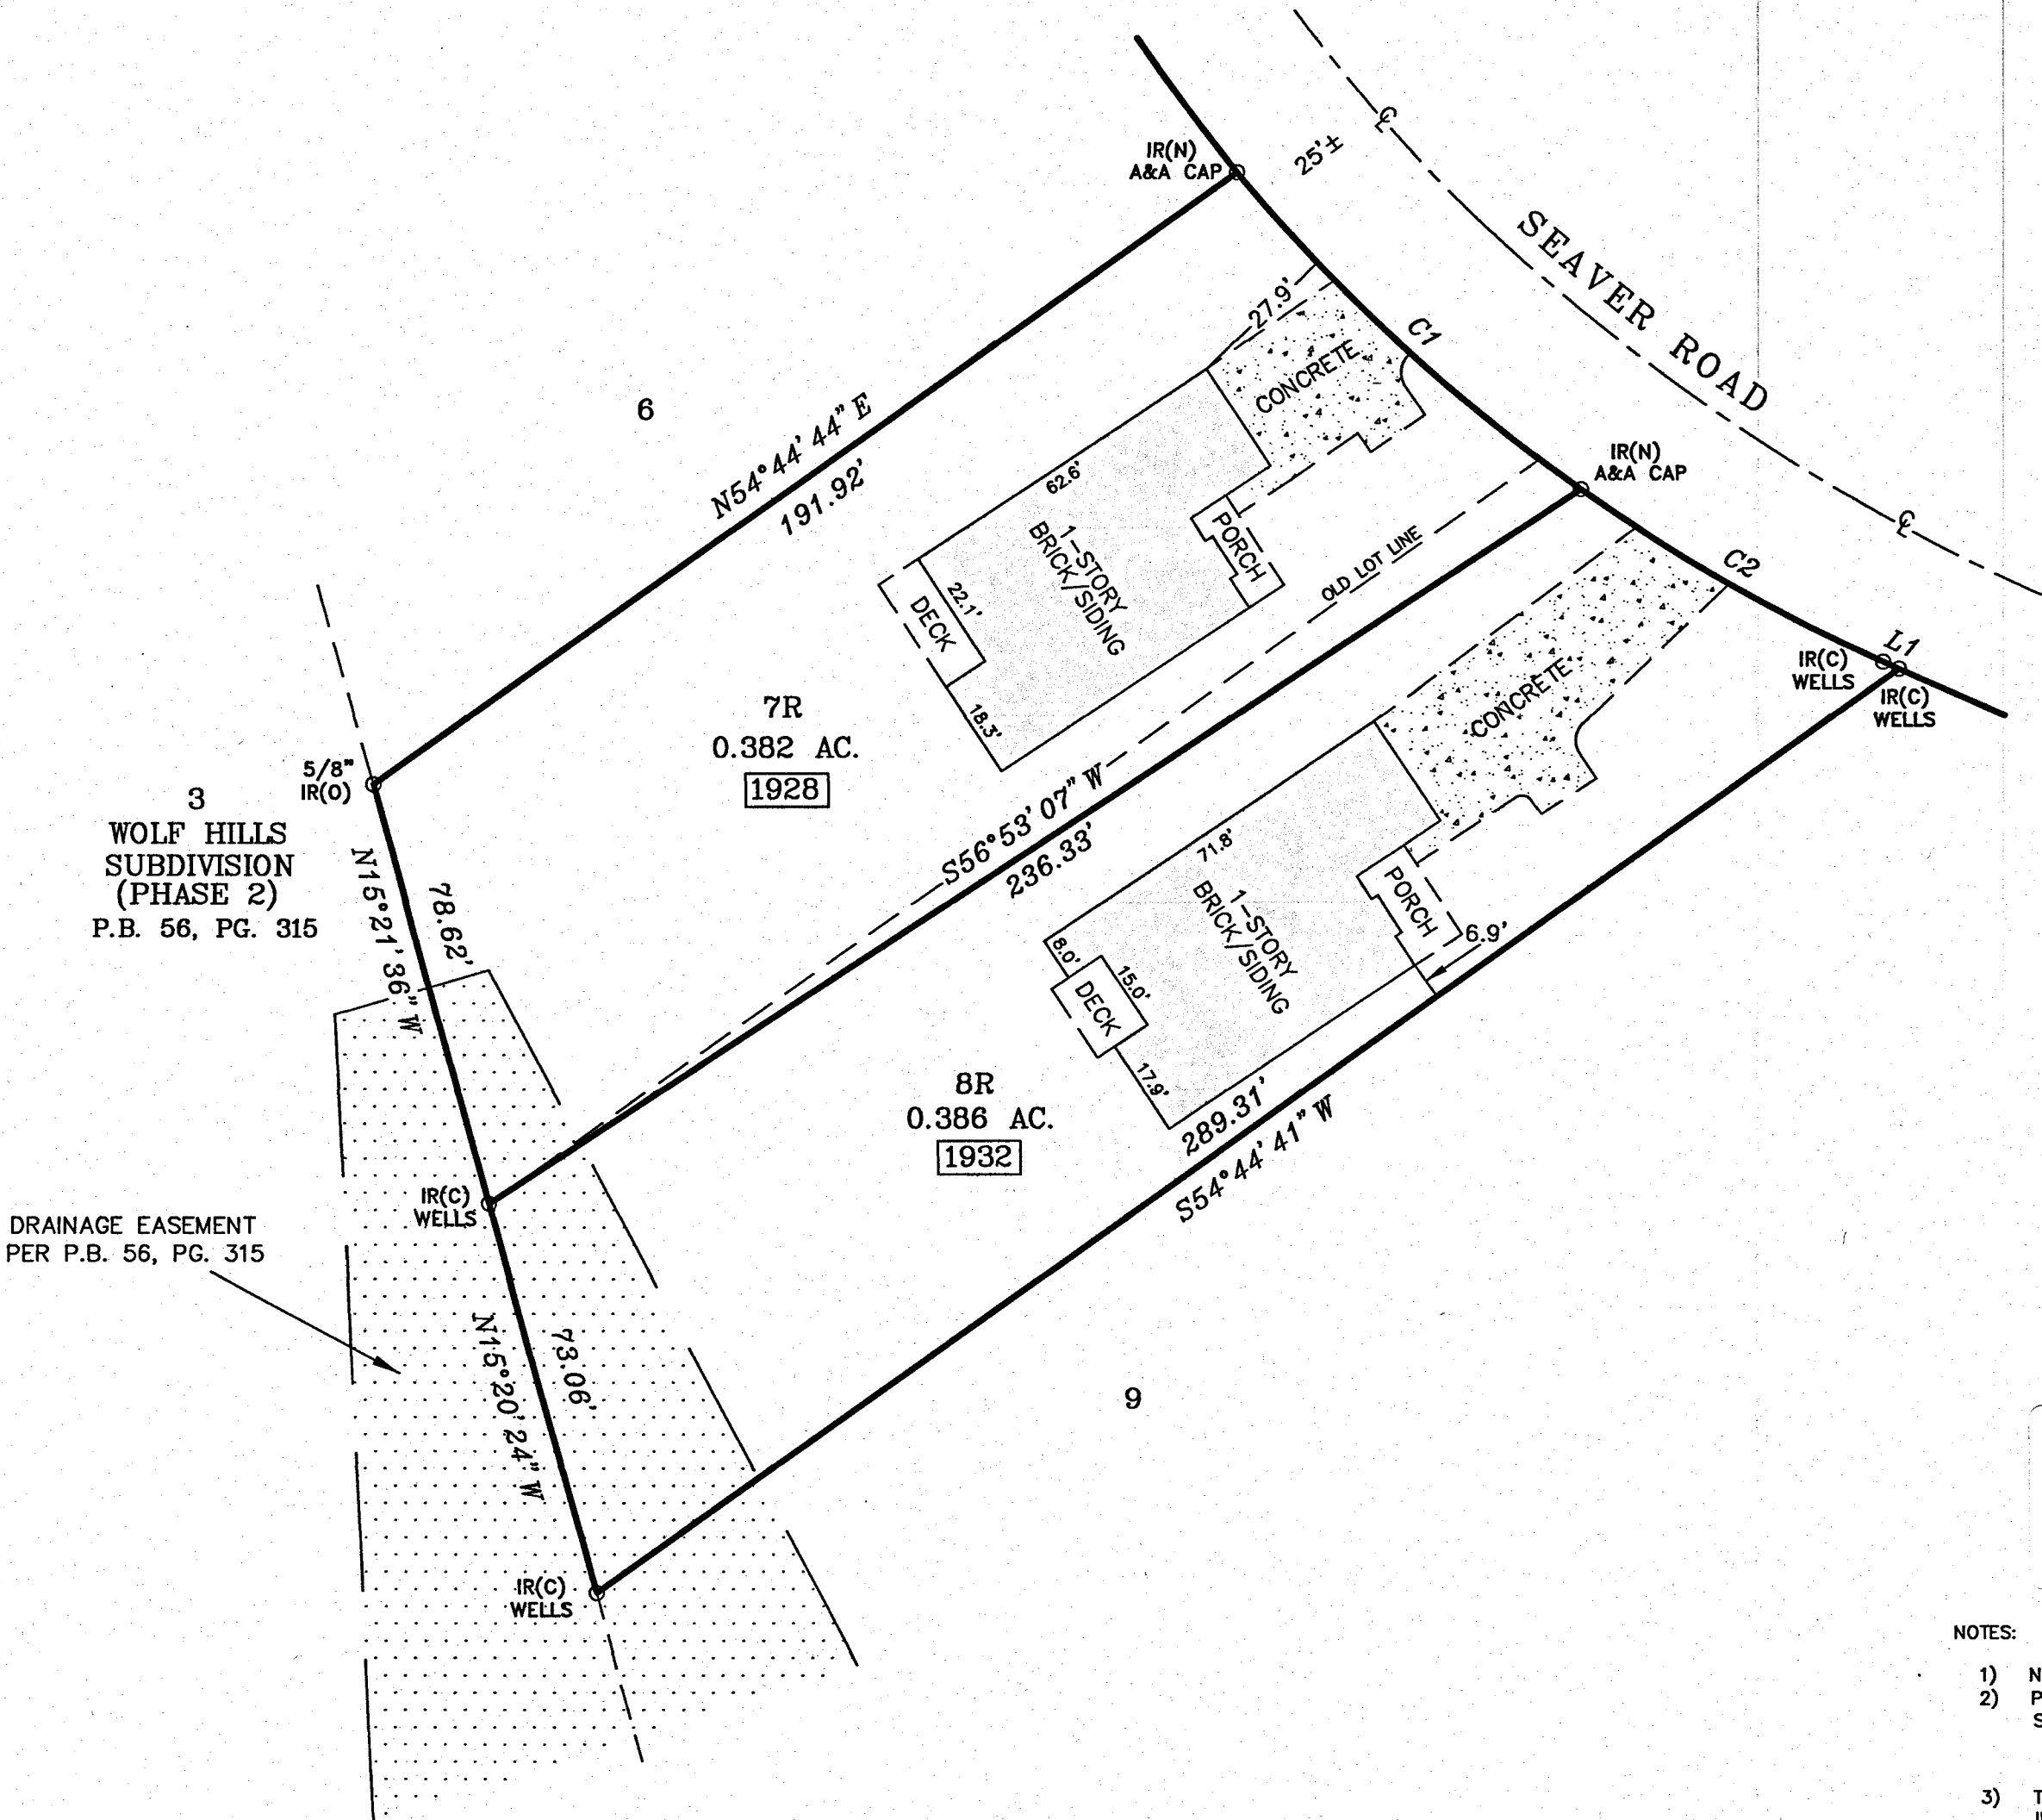 ℄
25'±
IR(N)
A&A CAP
SEAVER ROAD
27.9'
C1
CONCRETE
6
N54°44'44" E
191.92'
62.6'
1-STORY
BRICK/SIDING
PORCH
22.1'
DECK
18.3'
OLD LOT LINE
IR(N)
A&A CAP
℄
C2
L1
IR(C)
WELLS
IR(C)
WELLS
7R
0.382 AC.
1928
5/8"
IR(O)
3
WOLF HILLS
SUBDIVISION
(PHASE 2)
P.B. 56, PG. 315
N15°21'36" W
78.62'
S56°53'07" W
236.33'
CONCRETE
71.8'
1-STORY
BRICK/SIDING
PORCH
6.9'
8.0'
15.0'
DECK
17.9'
8R
0.386 AC.
1932
289.31'
S54°44'41" W
IR(C)
WELLS
DRAINAGE EASEMENT
PER P.B. 56, PG. 315
N15°20'24" W
73.06'
9
IR(C)
WELLS
NOTES:
1) N
2) P
S
3) T